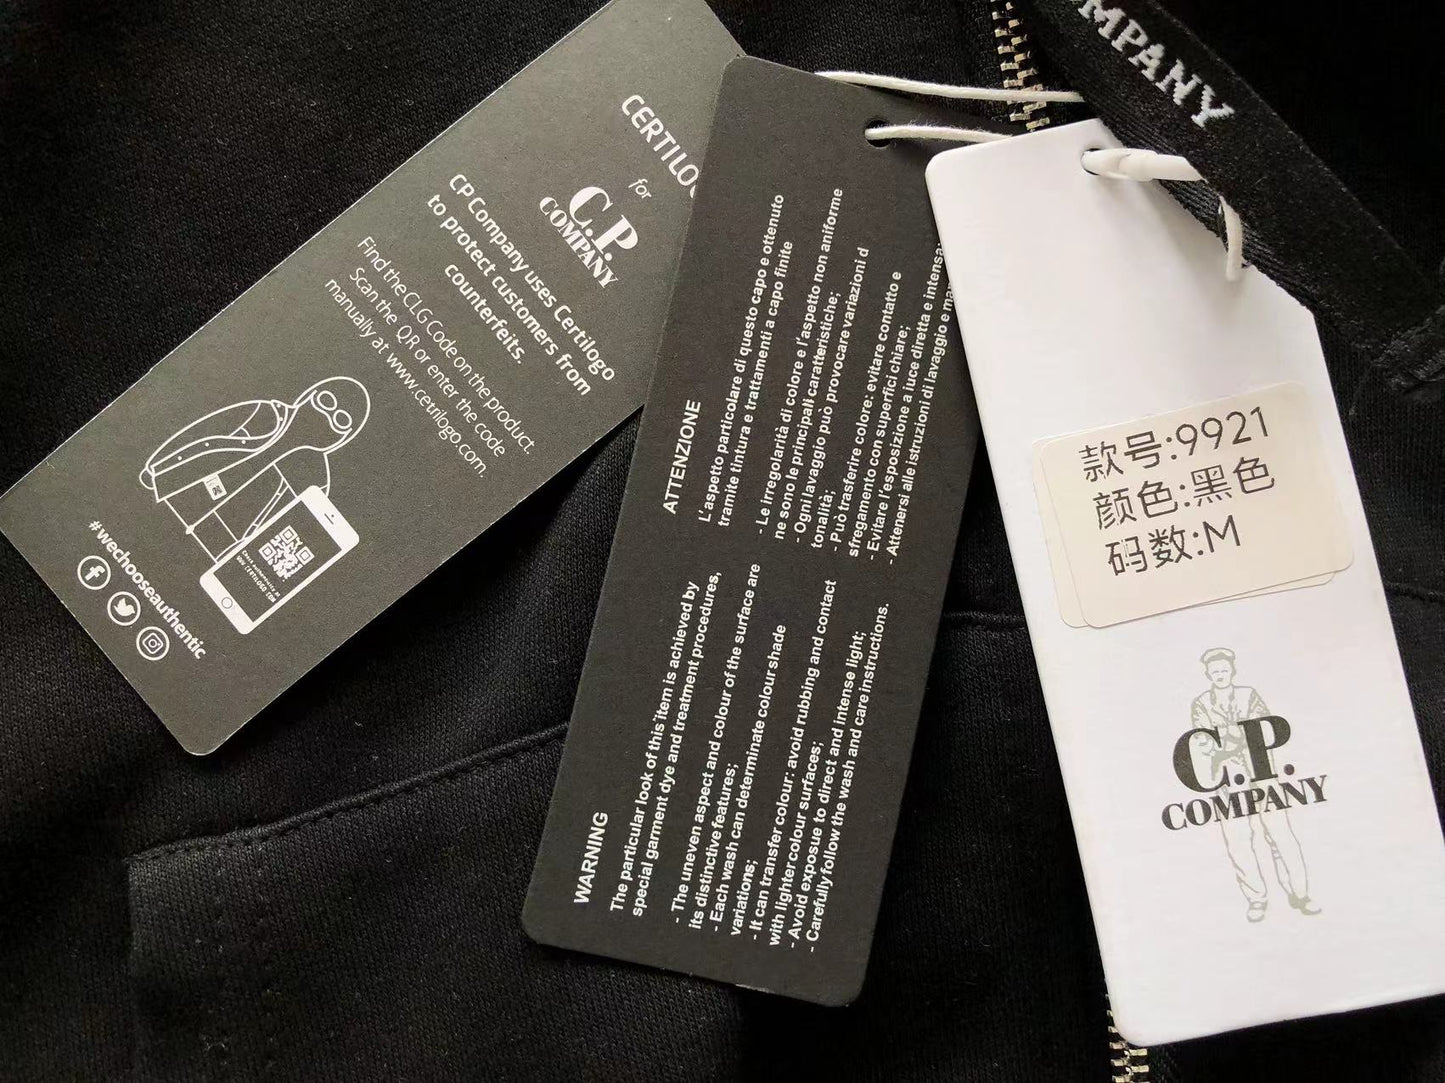 CERTILO
for
C.P.
COMPANY
CP Company uses Certilogo
to protect customers from
counterfeits.
Find the CLG Code on the product.
Scan the QR or enter the code
manually at www.cetrilogo.com.
#wechooseauthentic
ATTENZIONE
L'aspetto particolare di questo capo e ottenuto
tramite tintura e trattamenti a capo finite
- Le irregolarità di colore e l'aspetto non aniforme
ne sono le principali caratteristiche;
- Ogni lavaggio può provocare variazioni d
tonalità;
- Può trasferire colore: evitare contatto e
sfregamento con superfici chiare;
- Evitare l'esposizione a luce diretta e intensa;
- Attenersi alle istruzioni di lavaggio e ma
WARNING
The particular look of this item is achieved by
special garment dye and treatment procedures,
- The uneven aspect and colour of the surface are
its distinctive features;
- Each wash can determinate colour shade
variations;
- It can transfer colour: avoid rubbing and contact
with lighter colour surfaces;
- Avoid exposure to direct and intense light;
- Carefully follow the wash and care instructions.
MPANY
款号:9921
颜色:黑色
码数:M
C.P.
COMPANY